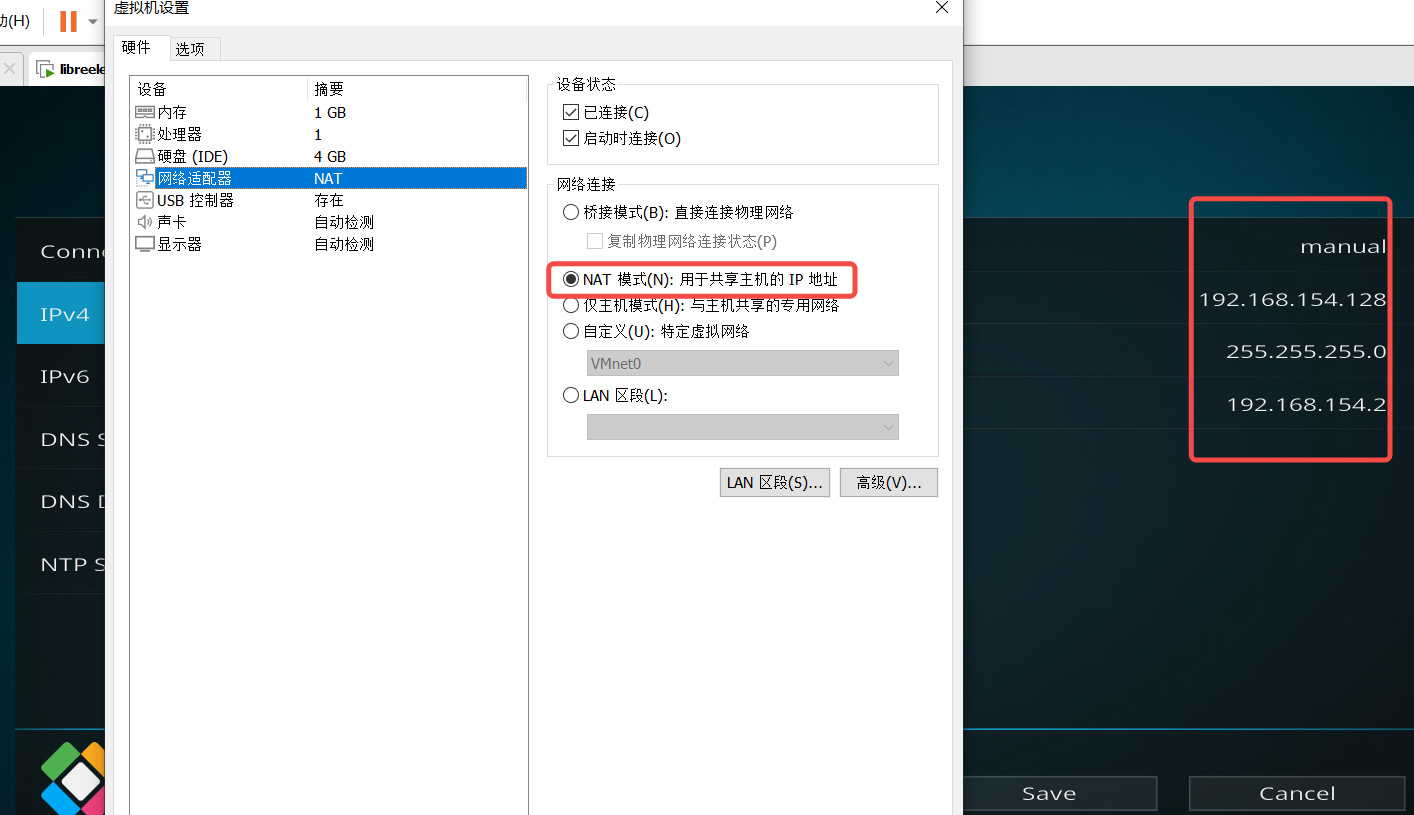 动(H)
虚拟机设置
硬件
选项
libreele
设备
摘要
内存
1 GB
处理器
1
硬盘 (IDE)
4 GB
网络适配器
NAT
USB 控制器
存在
声卡
自动检测
显示器
自动检测
设备状态
已连接(C)
启动时连接(O)
网络连接
桥接模式(B): 直接连接物理网络
复制物理网络连接状态(P)
NAT 模式(N): 用于共享主机的 IP 地址
仅主机模式(H): 与主机共享的专用网络
自定义(U): 特定虚拟网络
VMnet0
LAN 区段(L):
LAN 区段(S)...
高级(V)...
Conne
IPv4
IPv6
DNS S
DNS D
NTP S
manual
192.168.154.128
255.255.255.0
192.168.154.2
Save
Cancel